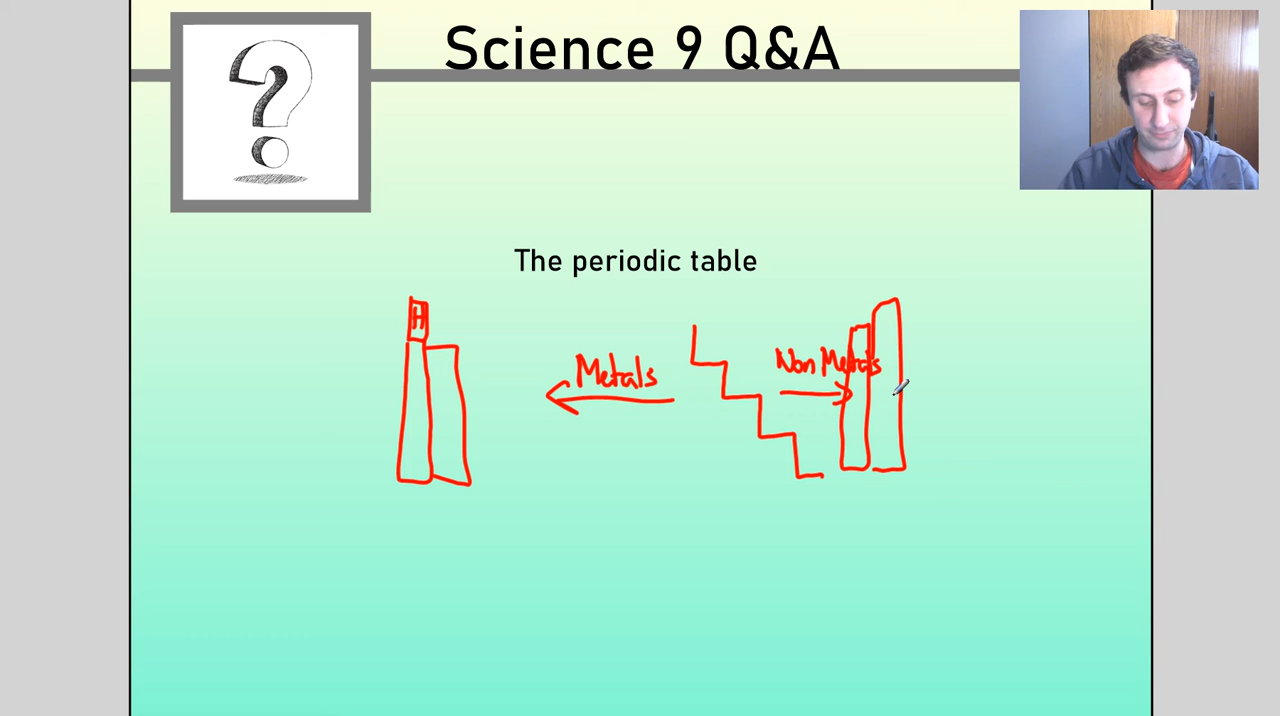 Science 9 Q&A
The periodic table
H
Metals
Non Metals